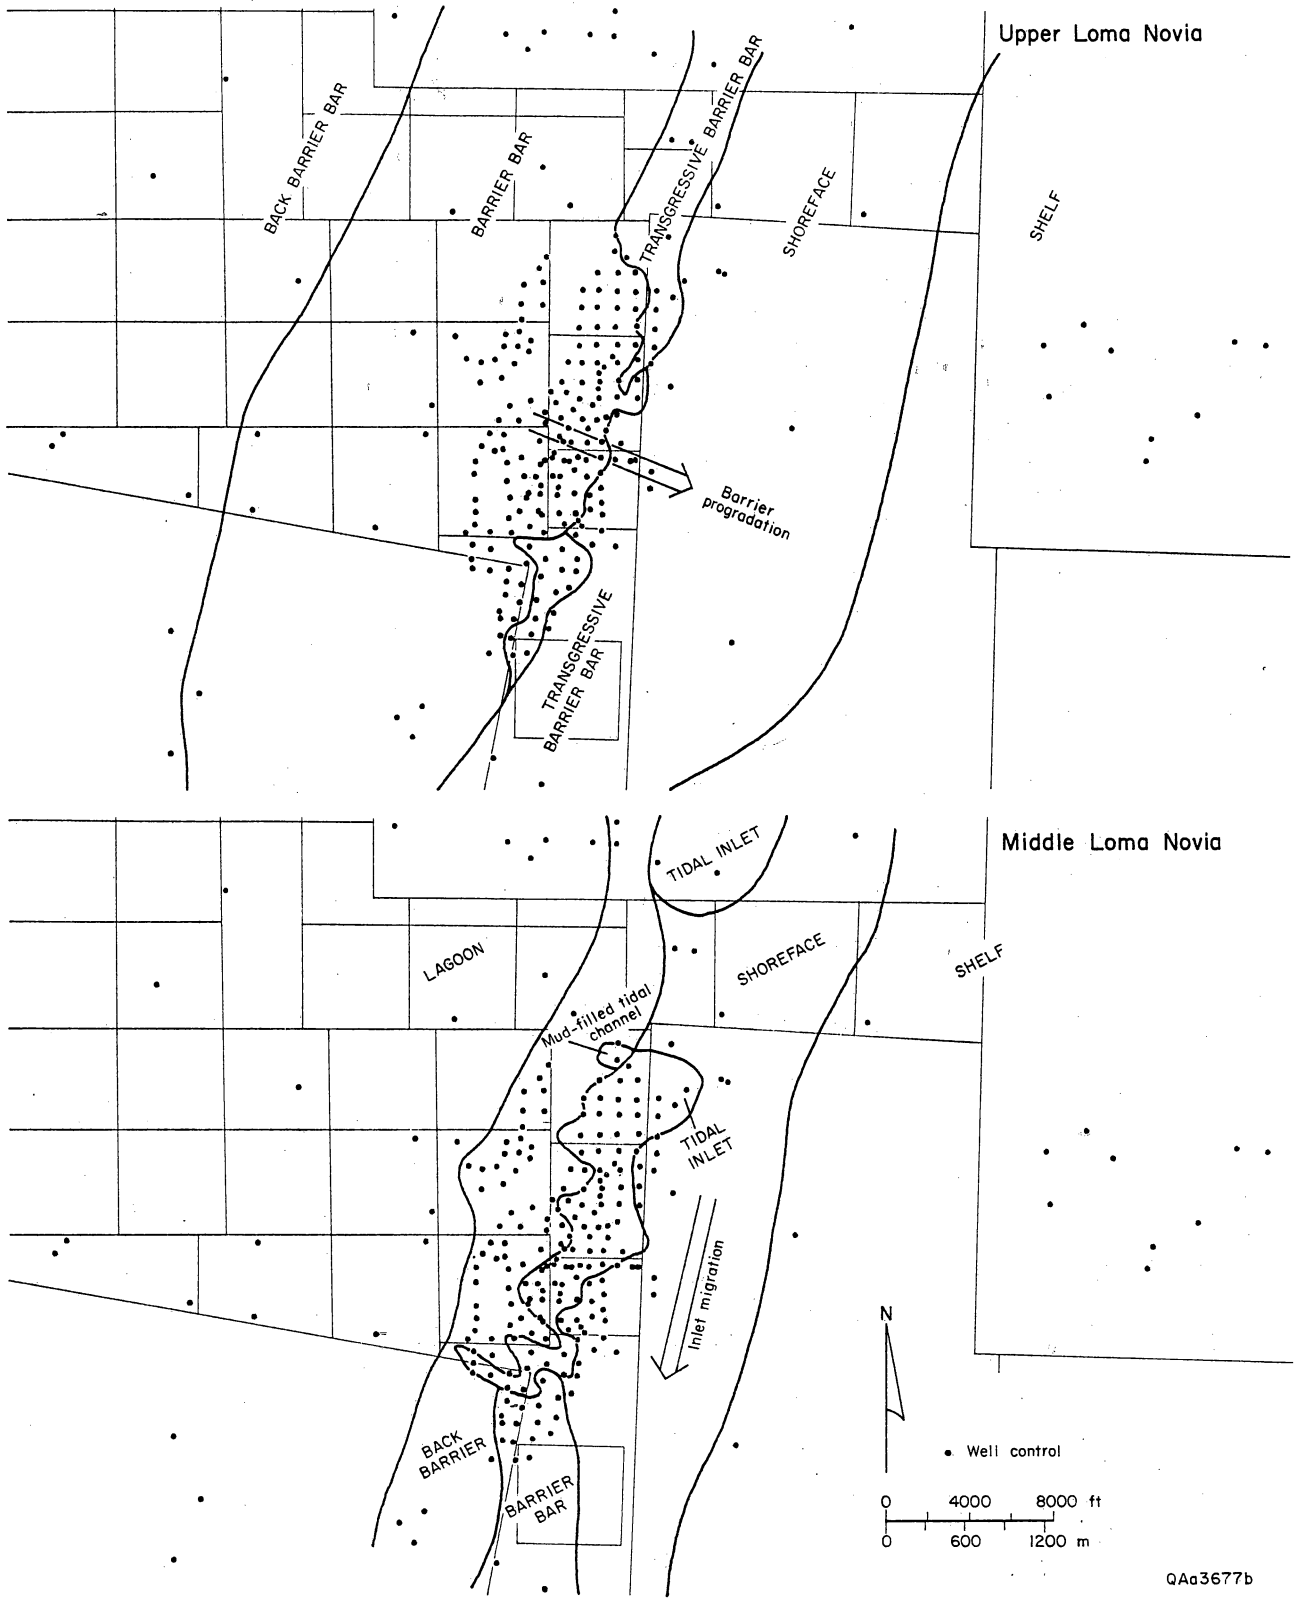 Upper Loma Novia
BACK BARRIER BAR
BARRIER BAR
TRANSGRESSIVE BARRIER BAR
SHOREFACE
SHELF
Barrier
progradation
TRANSGRESSIVE
BARRIER BAR
Middle Loma Novia
TIDAL INLET
LAGOON
SHOREFACE
SHELF
Mud-filled tidal
channel
TIDAL
INLET
Inlet migration
BACK
BARRIER
BARRIER
BAR
N
Well control
0 4000 8000 ft
0 600 1200 m
QAa3677b